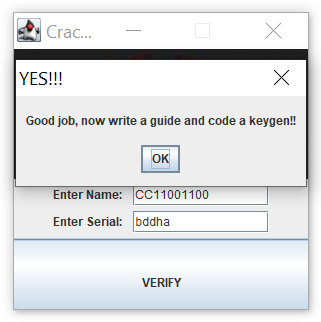 Crac...
YES!!!
Good job, now write a guide and code a keygen!!
OK
Enter Name: CC11001100
Enter Serial: bddha
VERIFY